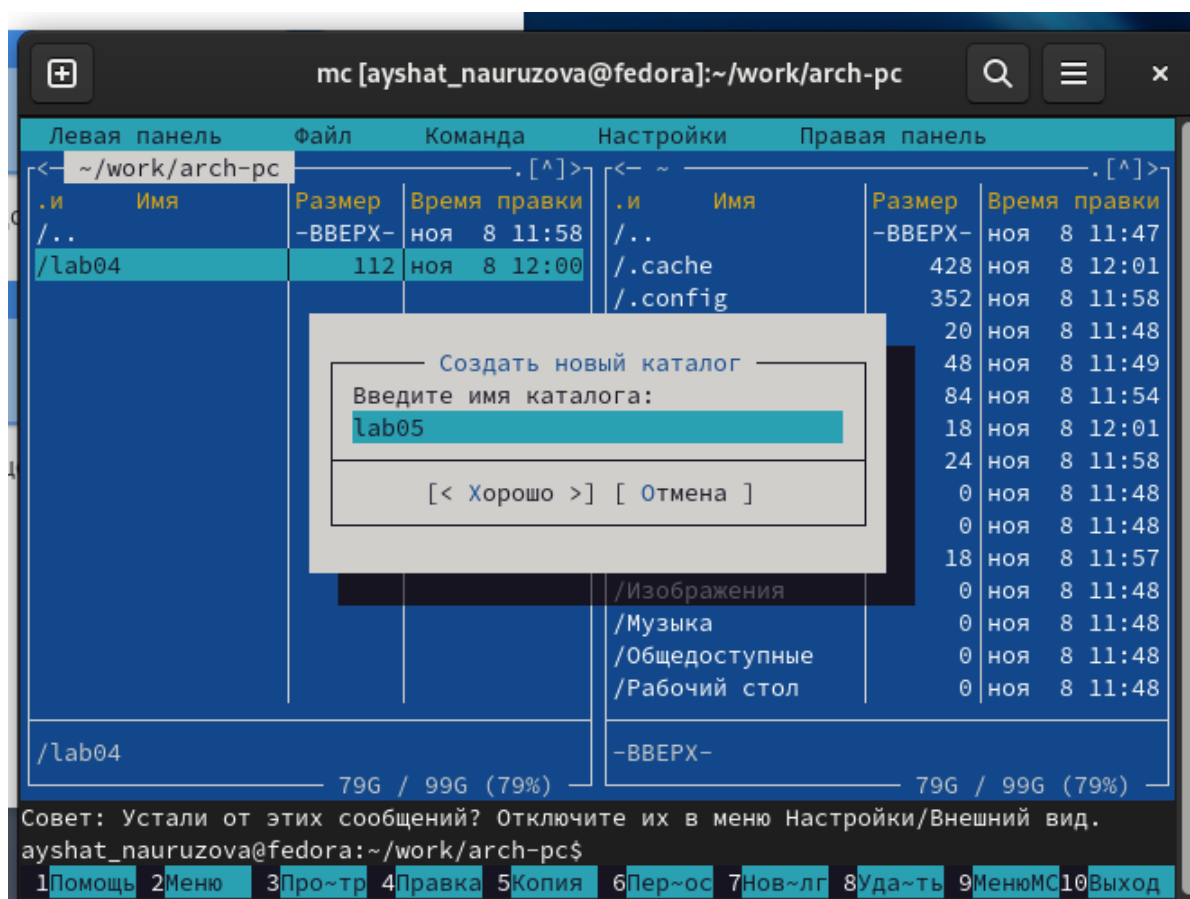 mc [ayshat_nauruzova@fedora]:~/work/arch-pc
Левая панель Файл Команда Настройки Правая панель
<— ~/work/arch-pc .[^]> <— ~ .[^]>
.и Имя Размер Время правки .и Имя Размер Время правки
/.. -ВВЕРХ- ноя 8 11:58 /.. -ВВЕРХ- ноя 8 11:47
/lab04 112 ноя 8 12:00 /.cache 428 ноя 8 12:01
/.config 352 ноя 8 11:58
20 ноя 8 11:48
Создать новый каталог 48 ноя 8 11:49
Введите имя каталога: 84 ноя 8 11:54
lab05 18 ноя 8 12:01
24 ноя 8 11:58
[< Хорошо >] [ Отмена ] 0 ноя 8 11:48
0 ноя 8 11:48
18 ноя 8 11:57
/Изображения 0 ноя 8 11:48
/Музыка 0 ноя 8 11:48
/Общедоступные 0 ноя 8 11:48
/Рабочий стол 0 ноя 8 11:48
/lab04 -ВВЕРХ-
79G / 99G (79%) 79G / 99G (79%)
Совет: Устали от этих сообщений? Отключите их в меню Настройки/Внешний вид.
ayshat_nauruzova@fedora:~/work/arch-pc$
1Помощь 2Меню 3Про~тр 4Правка 5Копия 6Пер~ос 7Нов~лг 8Уда~ть 9МенюMC10Выход